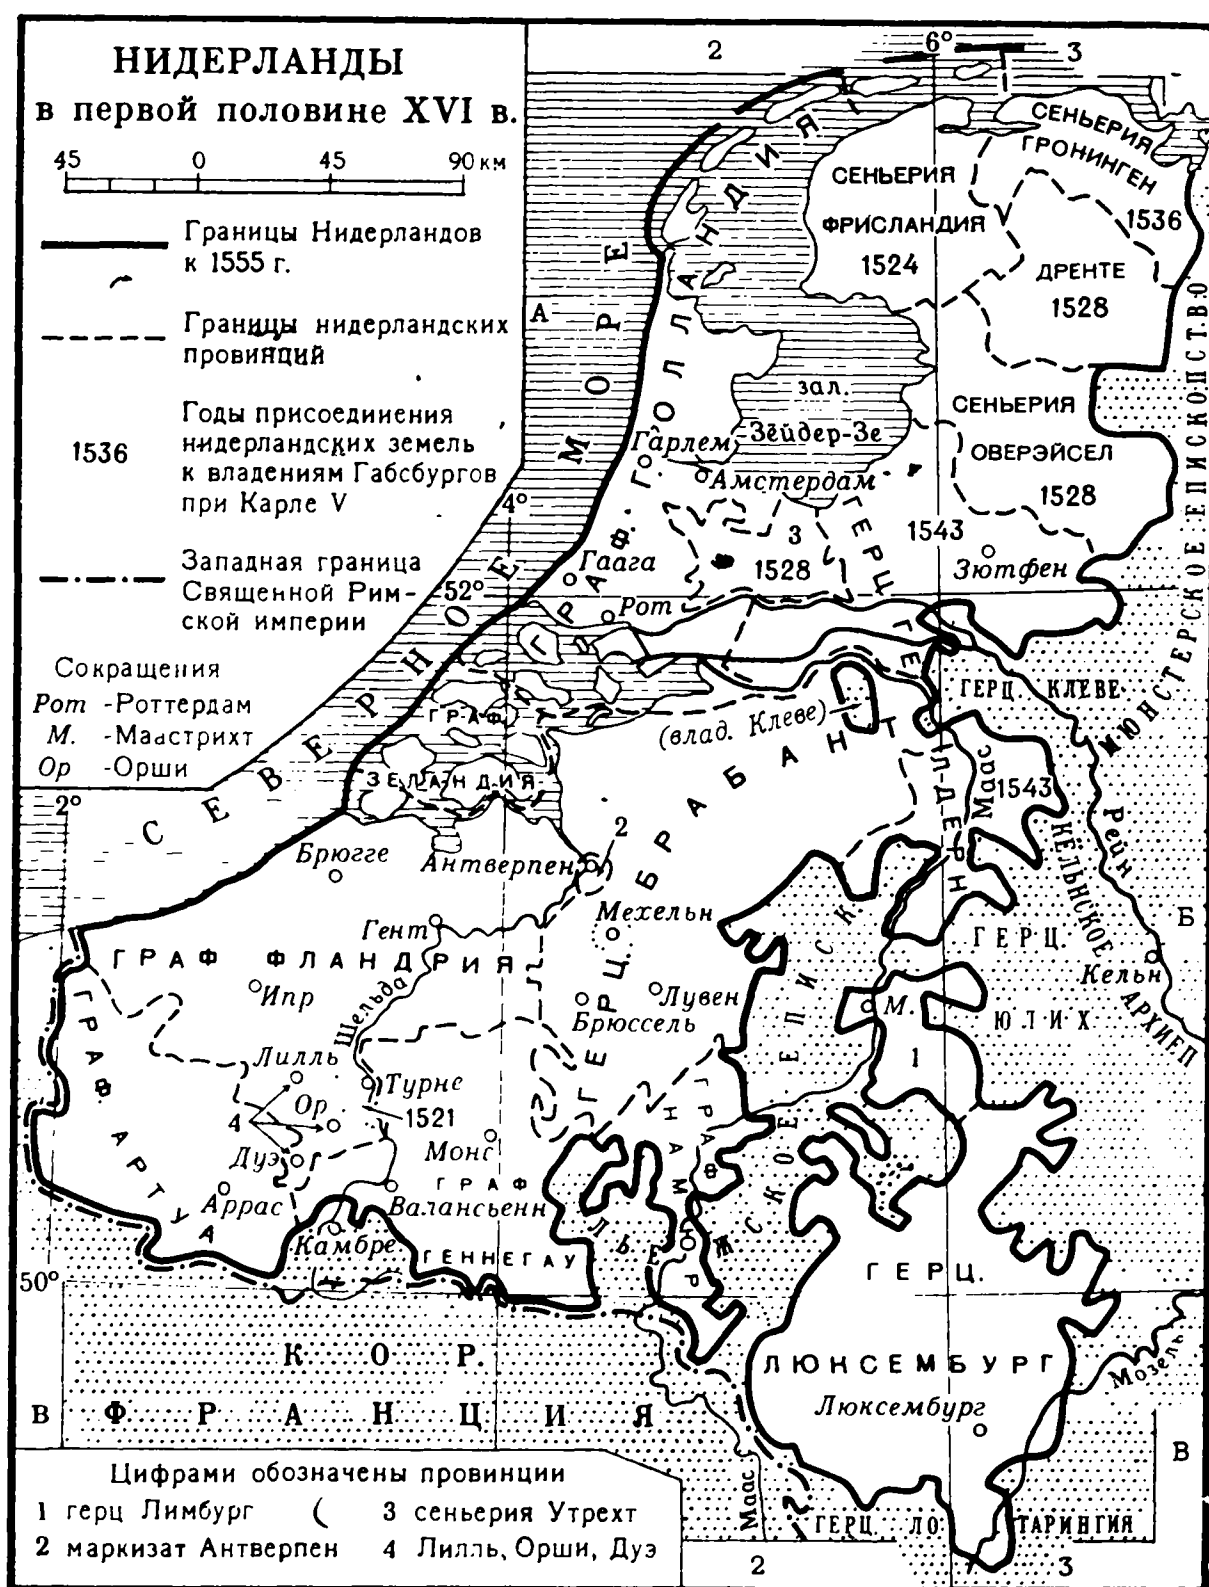 НИДЕРЛАНДЫ
в первой половине XVI в.
45 0 45 90 км
Границы Нидерландов
к 1555 г.
Границы нидерландских
провинций
1536
Годы присоединения
нидерландских земель
к владениям Габсбургов
при Карле V
Западная граница
Священной Рим-
ской империи
Сокращения
Рот -Роттердам
М. -Маастрихт
Ор -Орши
2 6° 3
А
4°
52°
2°
50°
Б
В
В
2
3
СЕВЕРНОЕ МОРЕ
зал.
Зёйдер-Зе
ГРАФ. ГОЛЛАНДИЯ
СЕНЬЕРИЯ
ФРИСЛАНДИЯ
1524
СЕНЬЕРИЯ
ГРОНИНГЕН
1536
ДРЕНТЕ
1528
СЕНЬЕРИЯ
ОВЕРЭЙСЕЛ
1528
Гарлем
Амстердам
3
1528
1543
Зютфен
Гаага
Рот
ГЕРЦ. ГЕЛЬДЕРН
МЮНСТЕРСКОЕ ЕПИСКОПСТВО
ГЕРЦ. КЛЕВЕ
(влад. Клеве)
ГРАФ
ЗЕЛАНДИЯ
1543
Маас
Рейн
КЁЛЬНСКОЕ АРХИЕП
Брюгге
Антверпен
2
ГЕРЦ. БРАБАНТ
Мехельн
Гент
ГРАФ ФЛАНДРИЯ
Ипр
Шельда
Брюссель
Лувен
М.
ГЕРЦ.
ЮЛИХ
Кельн
1
Лилль
Ор
4
Дуэ
Турне
1521
Монс
ГРАФ. АРТУА
Аррас
Валансьенн
Камбре
ГРАФ
ГЕННЕГАУ
ГРАФ
НАМЮР
ЛЬЕЖСКОЕ ЕПИСК.
ГЕРЦ.
ЛЮКСЕМБУРГ
Люксембург
Мозель
КОР.
ФРАНЦИЯ
Маас
ГЕРЦ ЛОТАРИНГИЯ
Цифрами обозначены провинции
1 герц Лимбург
2 маркизат Антверпен
3 сеньерия Утрехт
4 Лилль, Орши, Дуэ